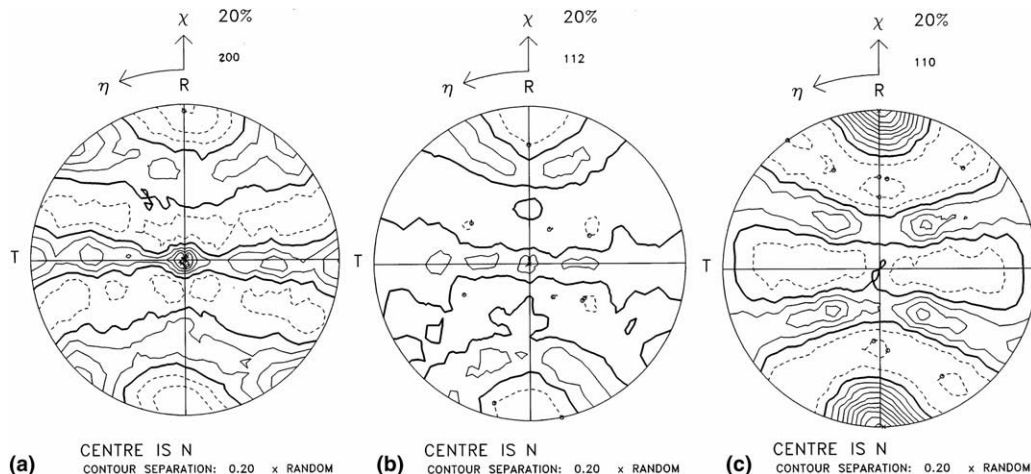 χ 20%
200
η
R
T
(a)
CENTRE IS N
CONTOUR SEPARATION: 0.20 x RANDOM
χ 20%
112
η
R
T
(b)
CENTRE IS N
CONTOUR SEPARATION: 0.20 x RANDOM
χ 20%
110
η
R
T
(c)
CENTRE IS N
CONTOUR SEPARATION: 0.20 x RANDOM